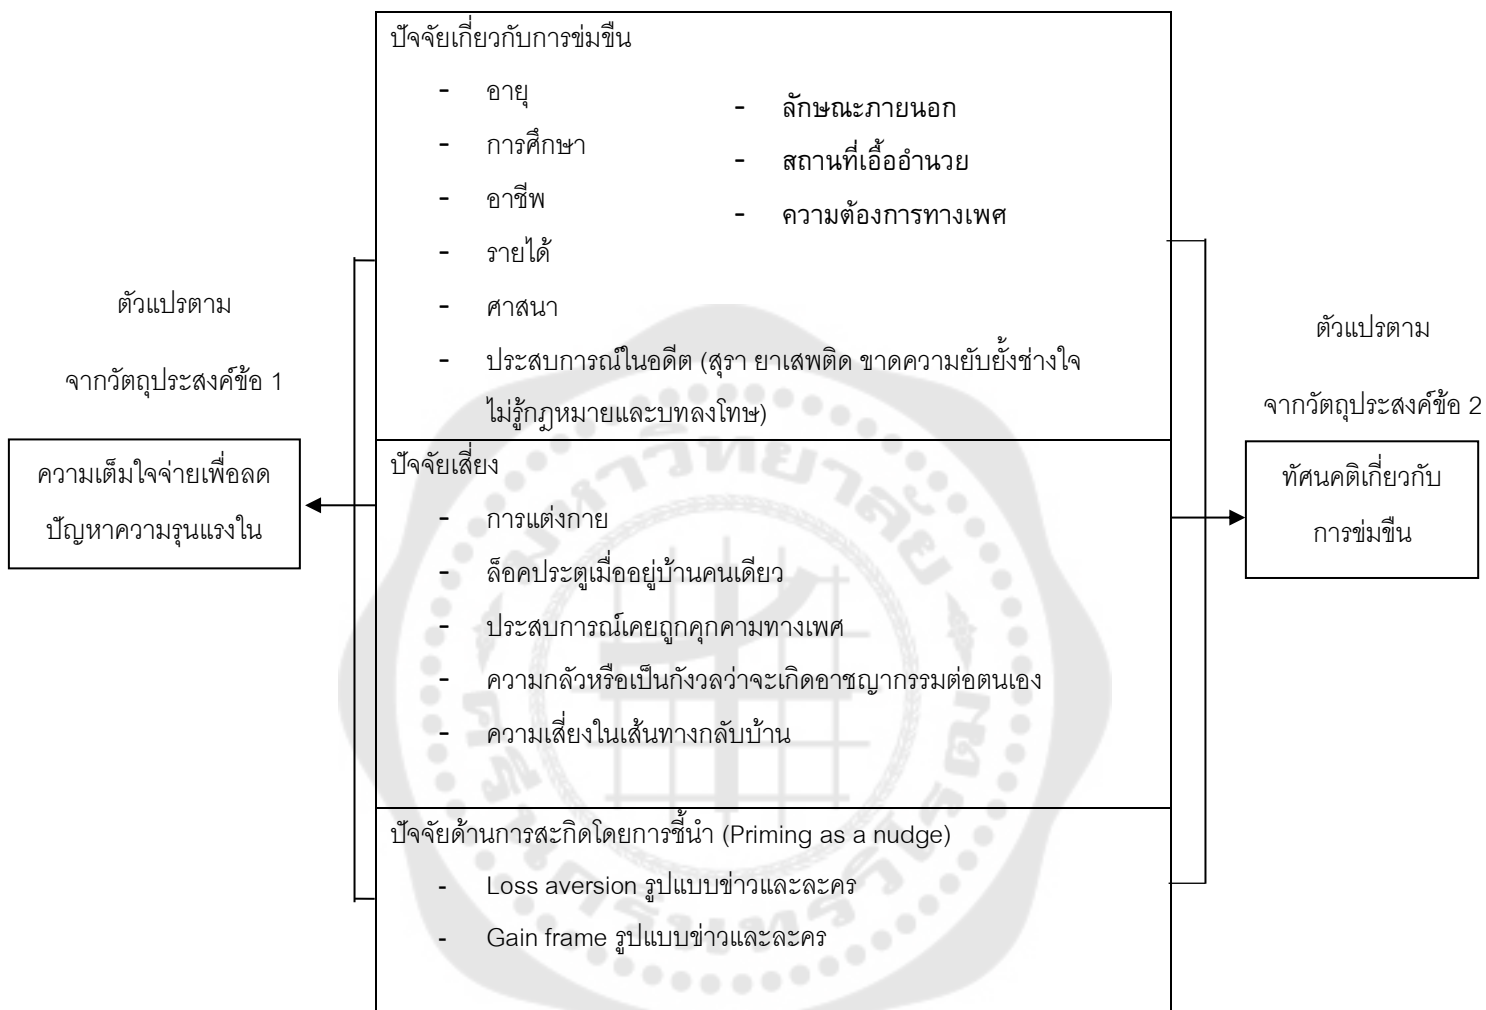 ปัจจัยเกี่ยวกับการข่มขืน
- อายุ
- การศึกษา
- อาชีพ
- รายได้
- ศาสนา
- ประสบการณ์ในอดีต (สุรา ยาเสพติด ขาดความยับยั้งช่างใจ
ไม่รู้กฎหมายและบทลงโทษ)
- ลักษณะภายนอก
- สถานที่เอื้ออำนวย
- ความต้องการทางเพศ
ตัวแปรตาม
จากวัตถุประสงค์ข้อ 1
ความเต็มใจจ่ายเพื่อลด
ปัญหาความรุนแรงใน
ปัจจัยเสี่ยง
- การแต่งกาย
- ล็อคประตูเมื่ออยู่บ้านคนเดียว
- ประสบการณ์เคยถูกคุกคามทางเพศ
- ความกลัวหรือเป็นกังวลว่าจะเกิดอาชญากรรมต่อตนเอง
- ความเสี่ยงในเส้นทางกลับบ้าน
ปัจจัยด้านการสะกิดโดยการชี้นำ (Priming as a nudge)
- Loss aversion รูปแบบข่าวและละคร
- Gain frame รูปแบบข่าวและละคร
ตัวแปรตาม
จากวัตถุประสงค์ข้อ 2
ทัศนคติเกี่ยวกับ
การข่มขืน
มหาวิทยาลัย
ศรีนครินทรวิโรฒ